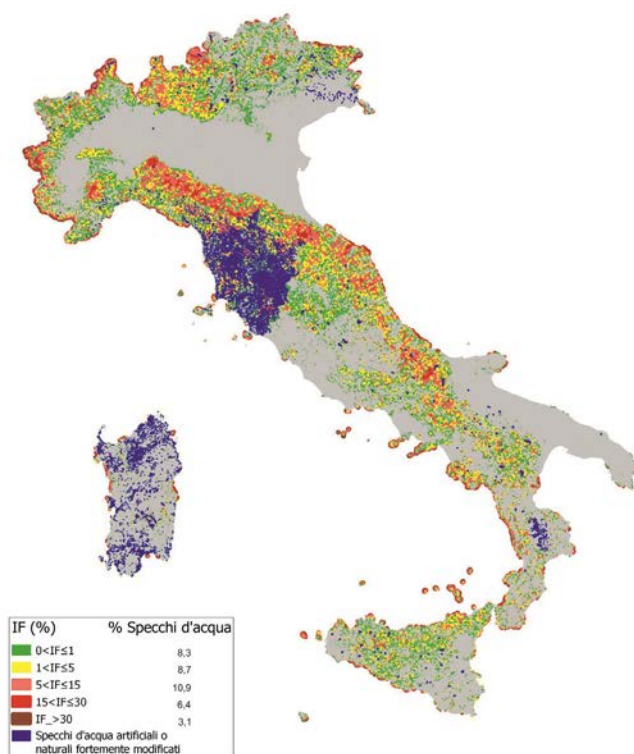 IF (%) % Specchi d'acqua
0<IF≤1 8,3
1<IF≤5 8,7
5<IF≤15 10,9
15<IF≤30 6,4
IF_>30 3,1
Specchi d'acqua artificiali o
naturali fortemente modificati